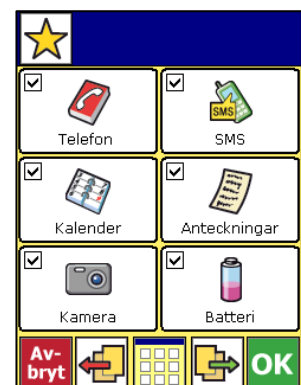 SMS
Telefon
SMS
Kalender
Anteckningar
Kamera
Batteri
Av-
bryt
OK